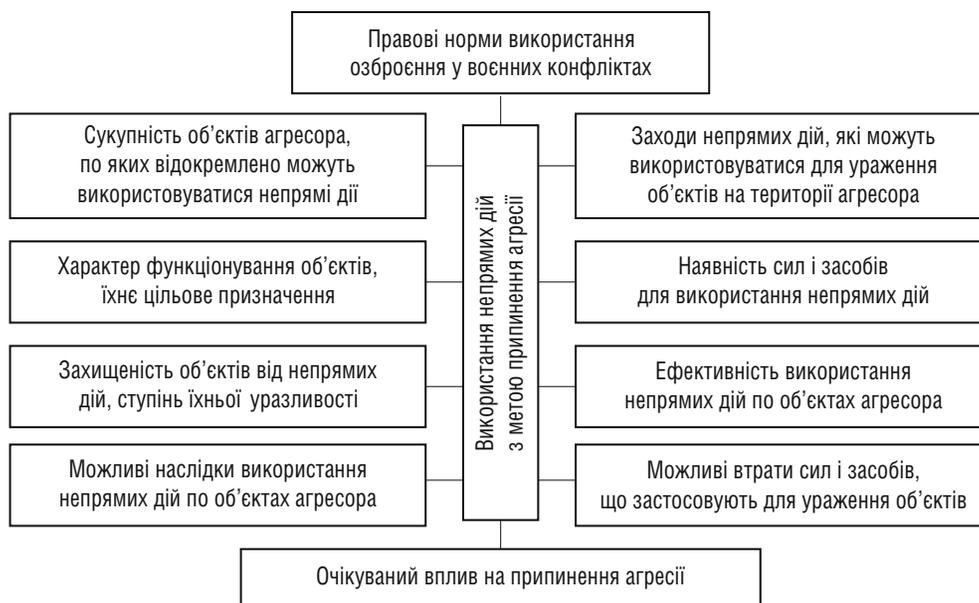 Правові норми використання
озброєння у воєнних конфліктах
Сукупність об’єктів агресора,
по яких відокремлено можуть
використовуватися непрямі дії
Заходи непрямих дій, які можуть
використовуватися для ураження
об’єктів на території агресора
Характер функціонування об’єктів,
їхнє цільове призначення
Наявність сил і засобів
для використання непрямих дій
Використання непрямих дій
з метою припинення агресії
Захищеність об’єктів від непрямих
дій, ступінь їхньої уразливості
Ефективність використання
непрямих дій по об’єктах агресора
Можливі наслідки використання
непрямих дій по об’єктах агресора
Можливі втрати сил і засобів,
що застосовують для ураження об’єктів
Очікуваний вплив на припинення агресії